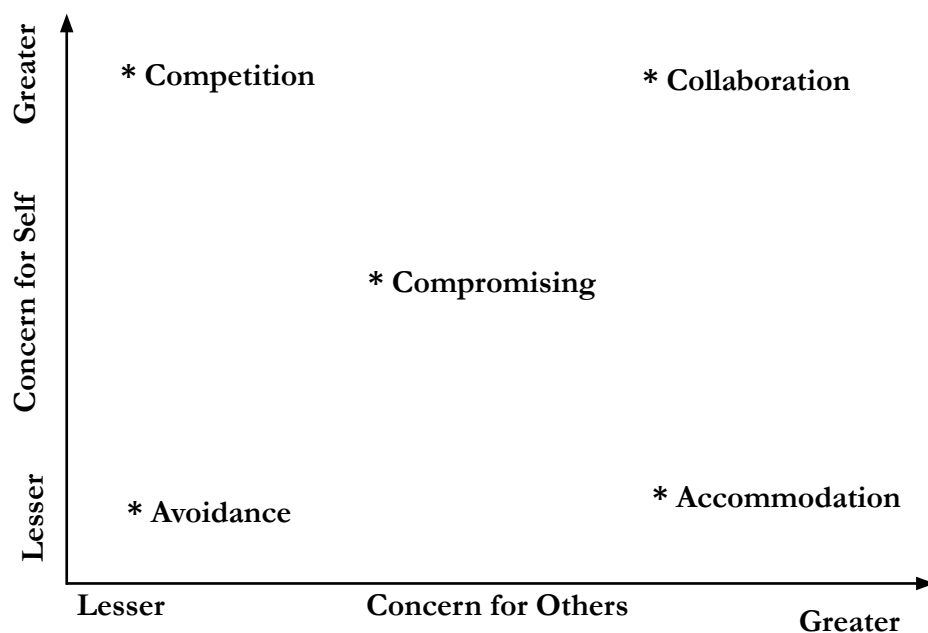 Greater
* Competition
* Collaboration
Concern for Self
* Compromising
Lesser
* Avoidance
* Accommodation
Lesser
Concern for Others
Greater